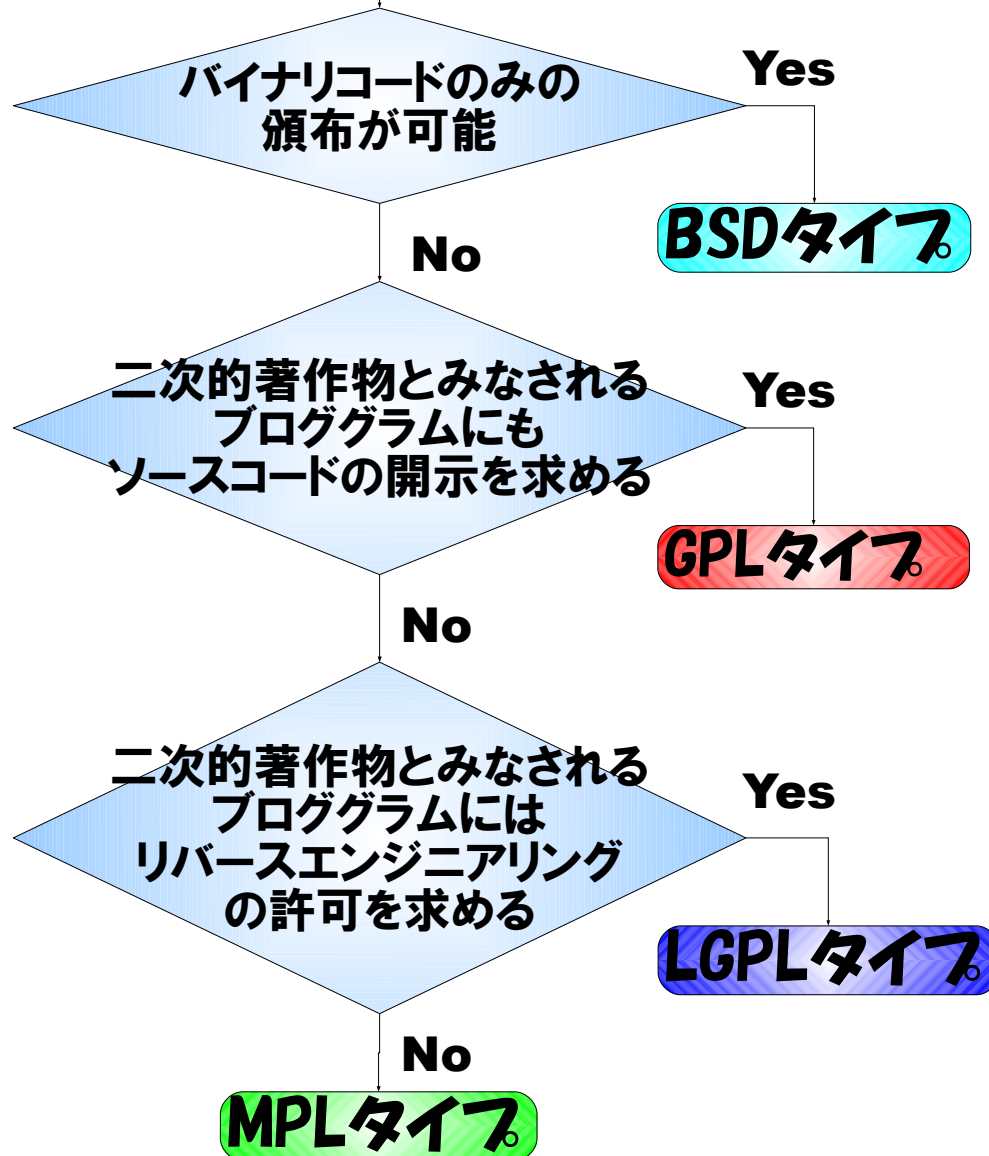 バイナリコードのみの
頒布が可能
Yes
BSDタイプ
No
二次的著作物とみなされる
ブロググラムにも
ソースコードの開示を求める
Yes
GPLタイプ
No
二次的著作物とみなされる
ブログググラムには
リバースエンジニアリング
の許可を求める
Yes
LGPLタイプ
No
MPLタイプ